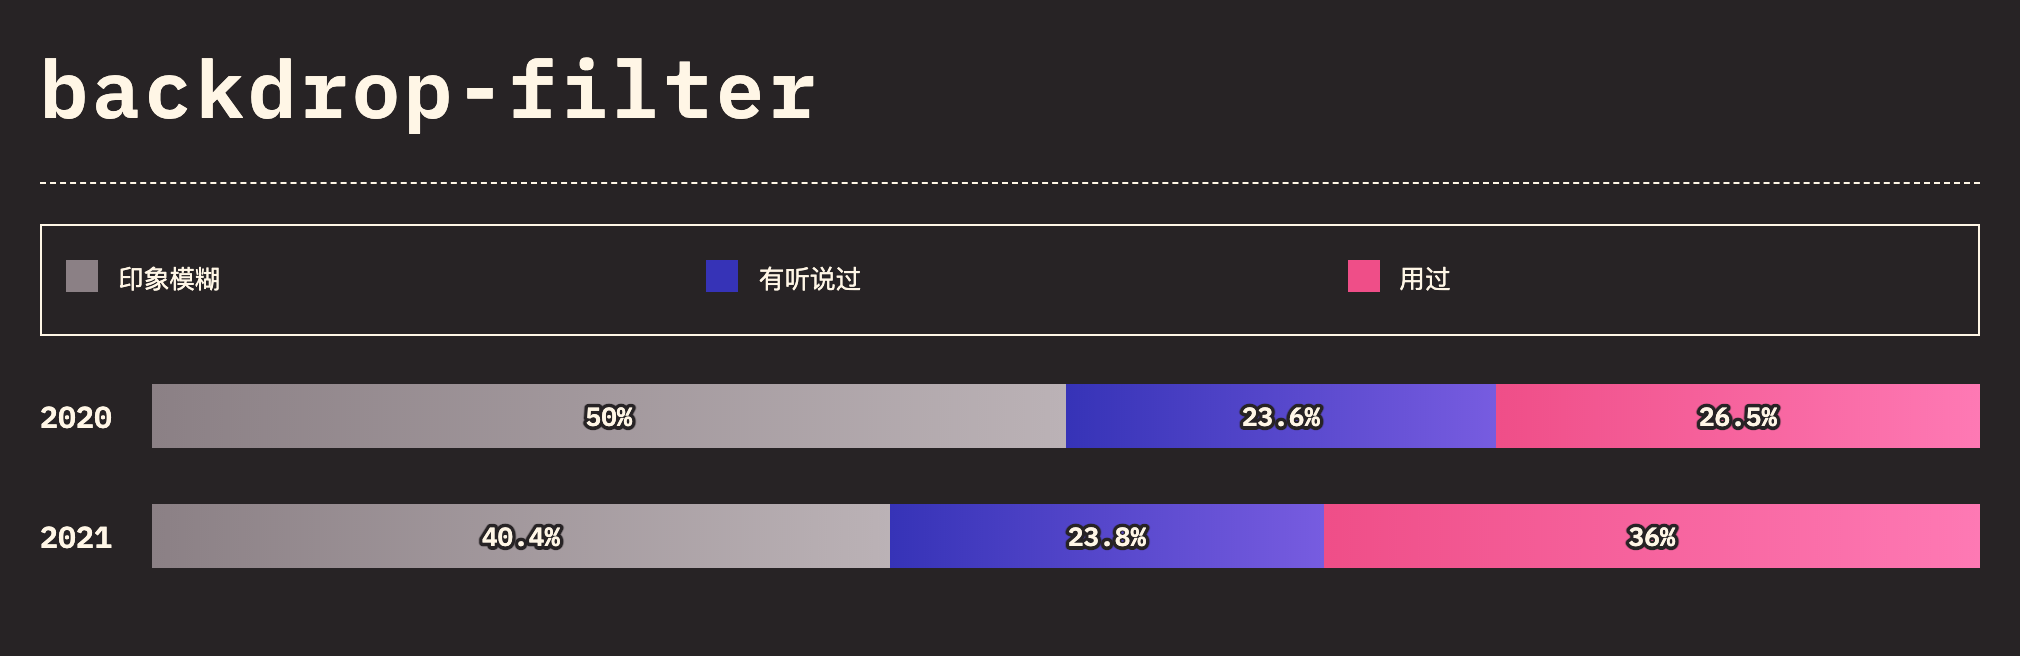 backdrop-filter
印象模糊 有听说过 用过
2020 50% 23.6% 26.5%
2021 40.4% 23.8% 36%